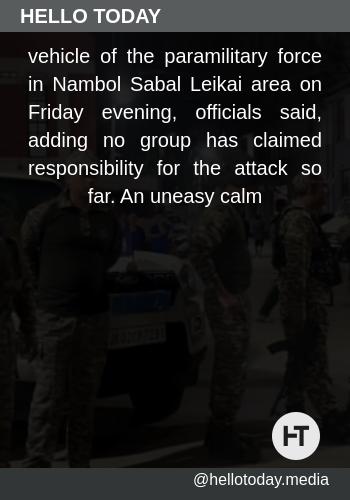 HELLO TODAY
vehicle of the paramilitary force
in Nambol Sabal Leikai area on
Friday evening, officials said,
adding no group has claimed
responsibility for the attack so
far. An uneasy calm
HT
@hellotoday.media